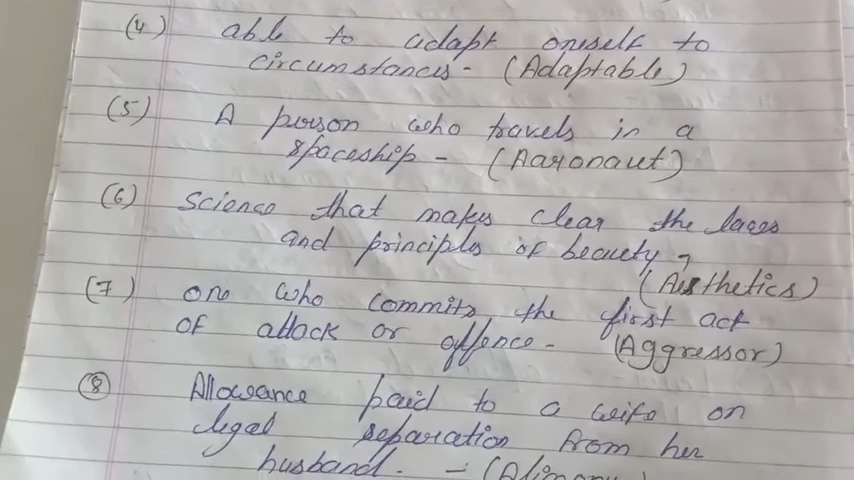 (4) able to adapt oneself to
circumstances - (Adaptable)
(5) A person who travels in a
spaceship - (Aaronaut)
(6) Science that makes clear the laws
and principles of beauty,
(Aesthetics)
(7) one who commits the first act
of attack or offence - (Aggressor)
(8) Allowance paid to a wife on
legal separation from her
husband. - (Alimony)